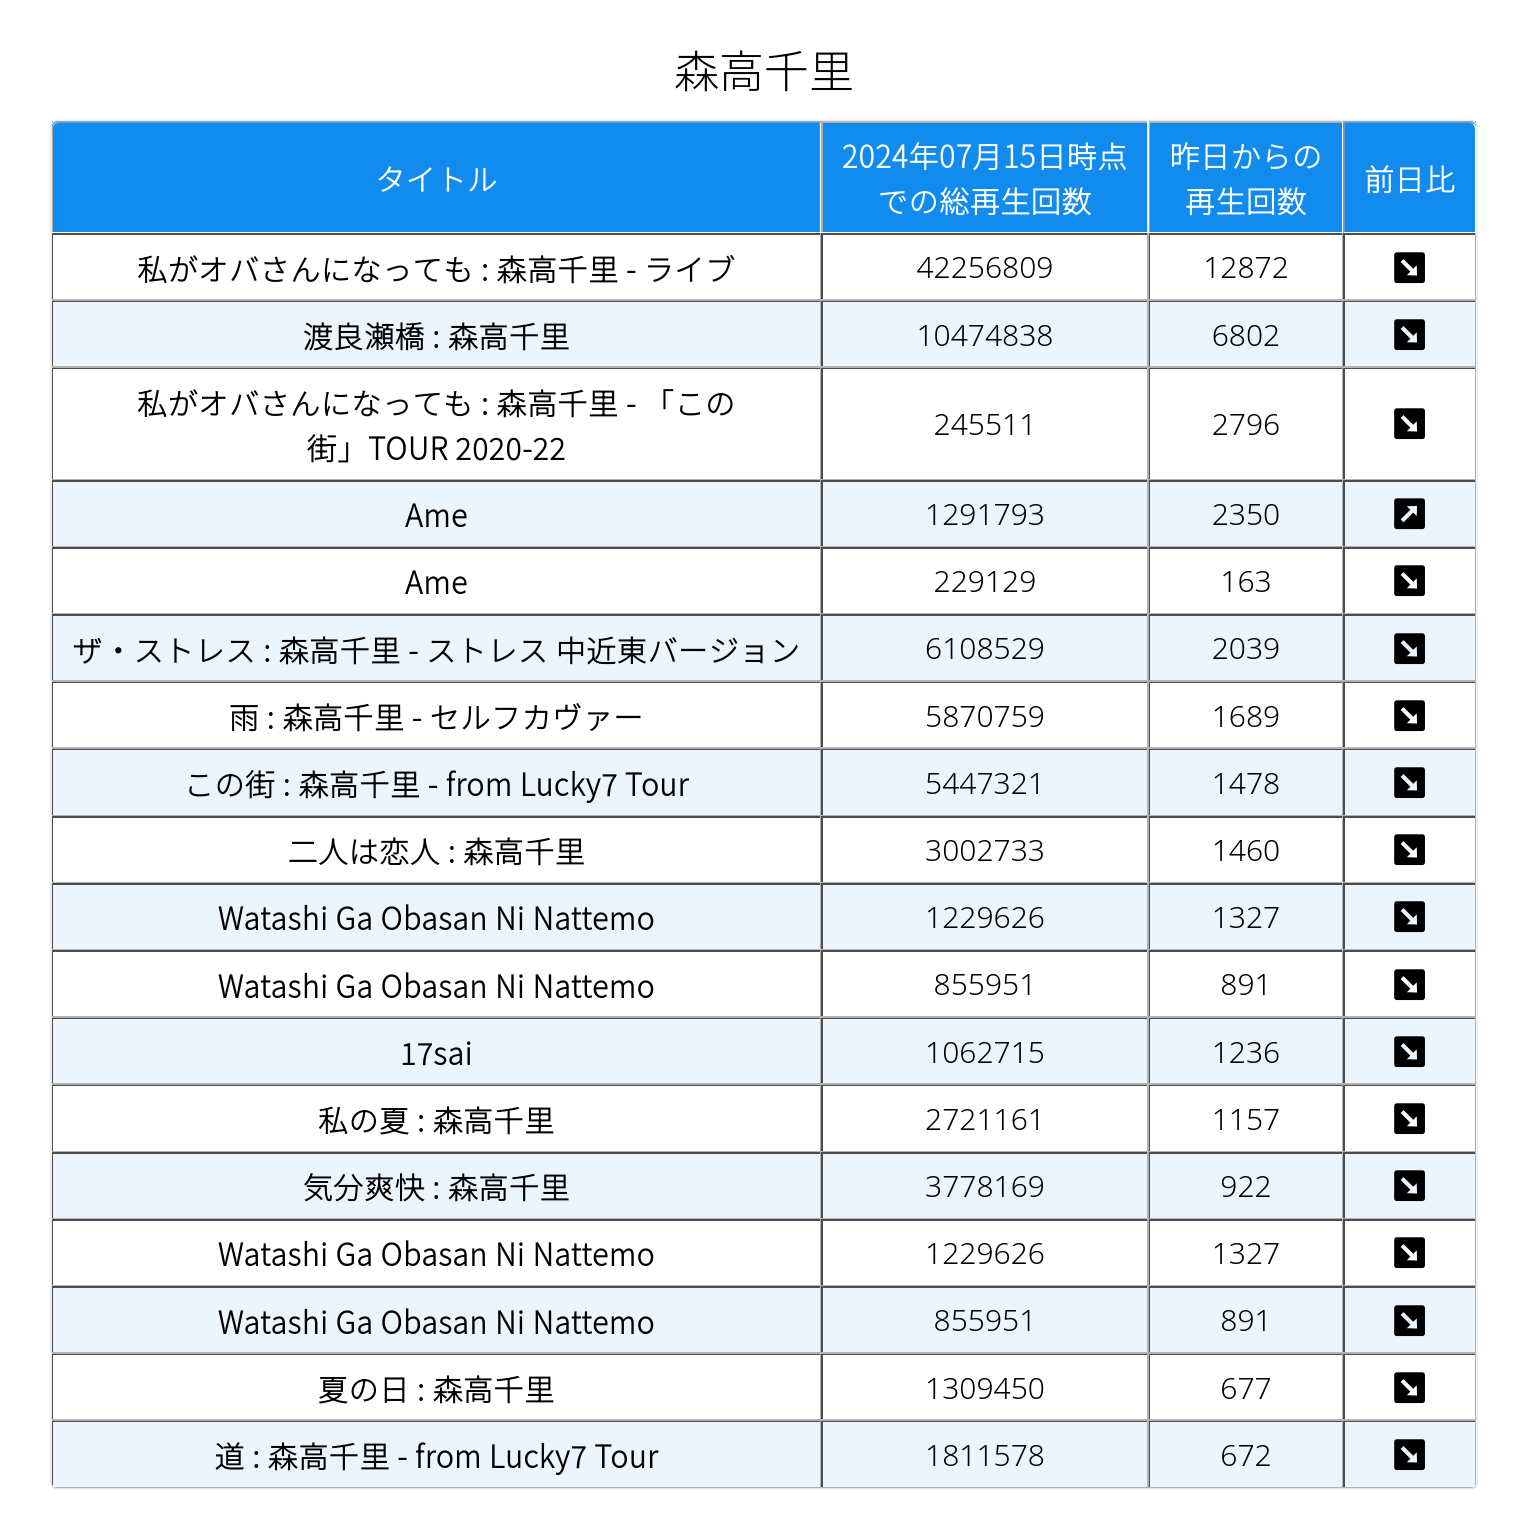 森高千里
タイトル
2024年07月15日時点
での総再生回数
昨日からの
再生回数
前日比
私がオバさんになっても : 森高千里 - ライブ 42256809 12872
渡良瀬橋 : 森高千里 10474838 6802
私がオバさんになっても : 森高千里 - 「この
街」TOUR 2020-22 245511 2796
Ame 1291793 2350
Ame 229129 163
ザ・ストレス : 森高千里 - ストレス 中近東バージョン 6108529 2039
雨 : 森高千里 - セルフカヴァー 5870759 1689
この街 : 森高千里 - from Lucky7 Tour 5447321 1478
二人は恋人 : 森高千里 3002733 1460
Watashi Ga Obasan Ni Nattemo 1229626 1327
Watashi Ga Obasan Ni Nattemo 855951 891
17sai 1062715 1236
私の夏 : 森高千里 2721161 1157
気分爽快 : 森高千里 3778169 922
Watashi Ga Obasan Ni Nattemo 1229626 1327
Watashi Ga Obasan Ni Nattemo 855951 891
夏の日 : 森高千里 1309450 677
道 : 森高千里 - from Lucky7 Tour 1811578 672